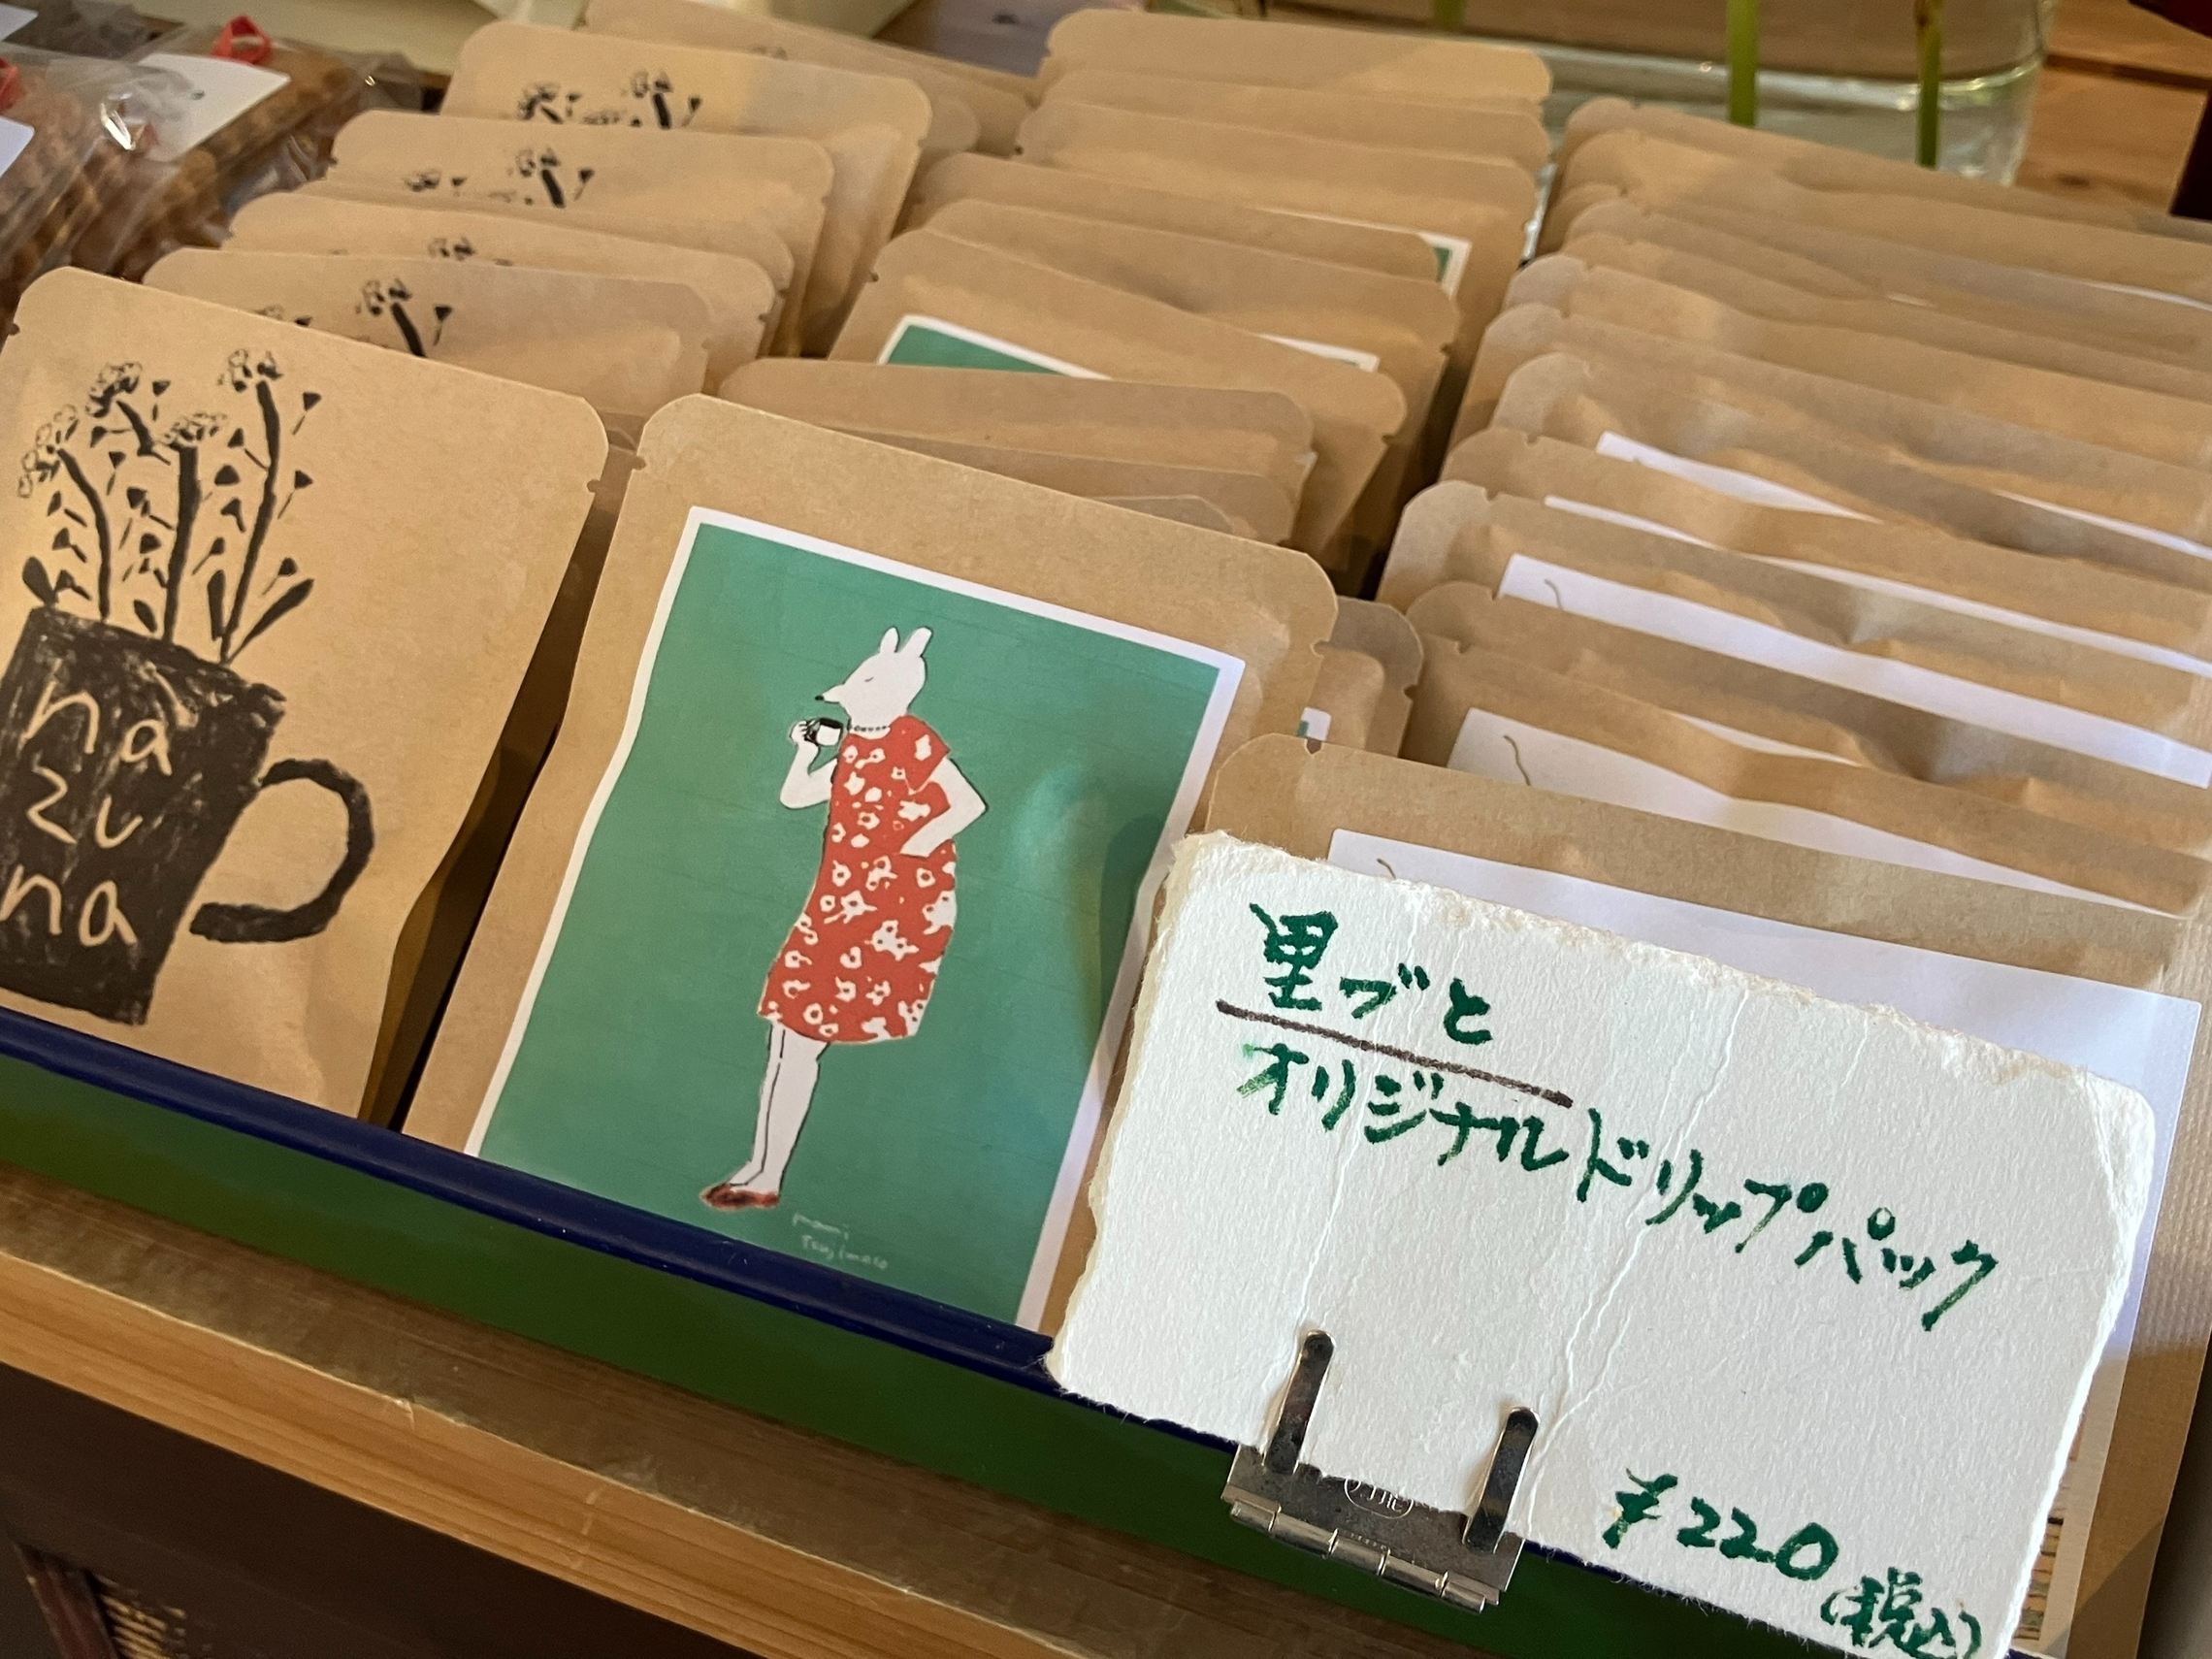 na
zu
na
里づと
オリジナルドリップパック
¥220
(税込)